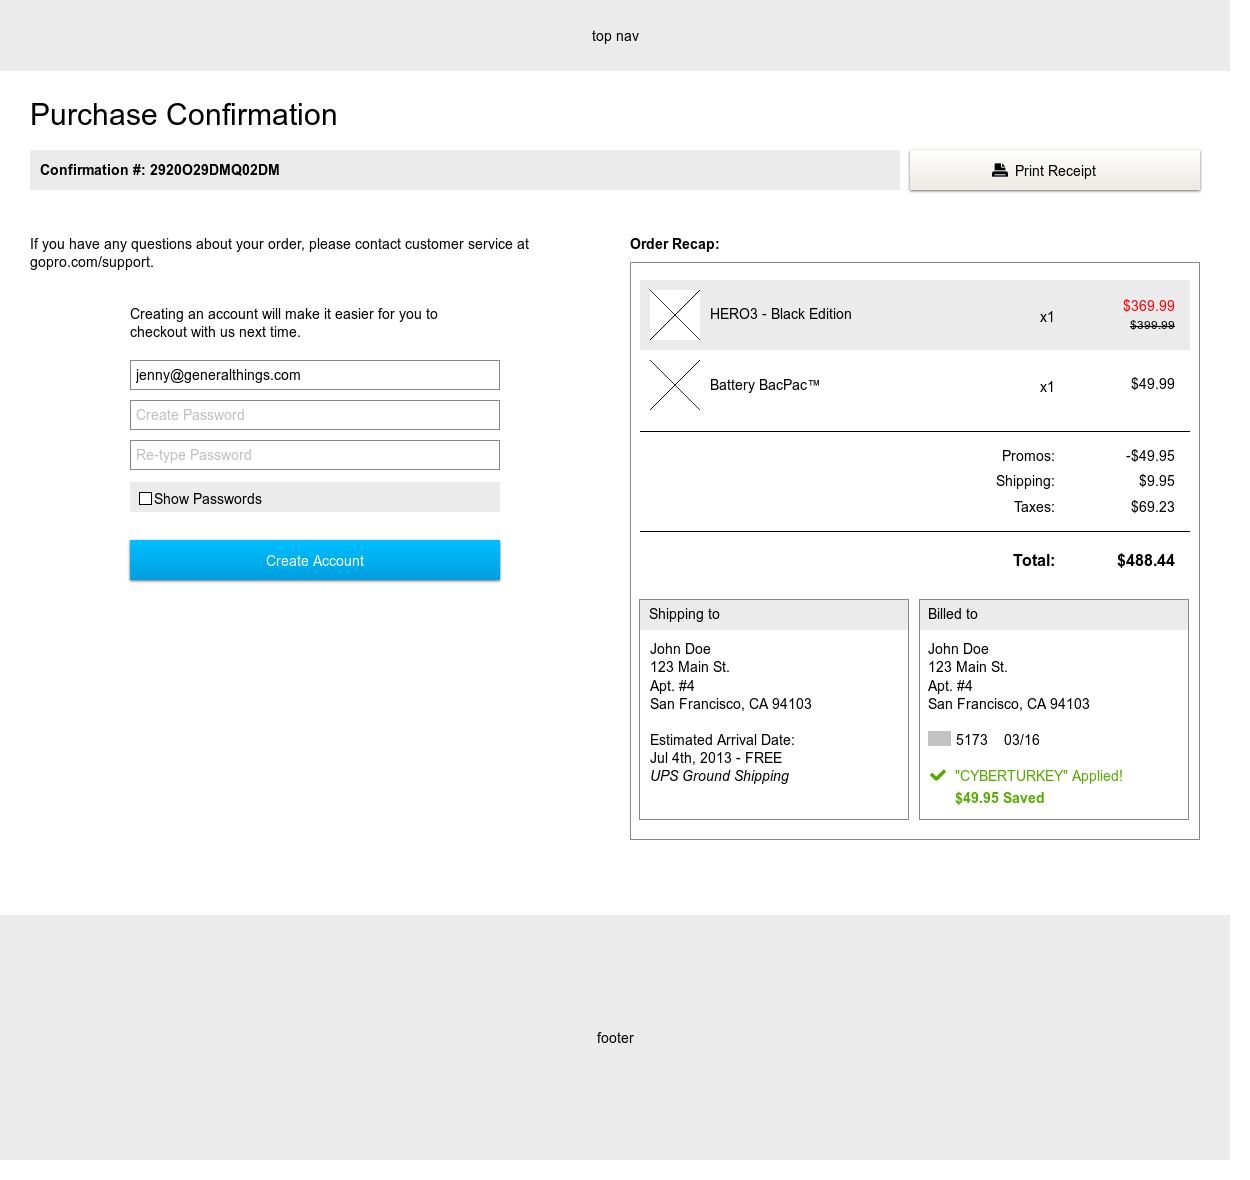 top nav
Purchase Confirmation
Confirmation #: 2920O29DMQ02DM
Print Receipt
If you have any questions about your order, please contact customer service at
gopro.com/support.
Creating an account will make it easier for you to
checkout with us next time.
jenny@generalthings.com
Create Password
Re-type Password
Show Passwords
Create Account
Order Recap:
HERO3 - Black Edition x1 $369.99
$399.99
Battery BacPac™ x1 $49.99
Promos: -$49.95
Shipping: $9.95
Taxes: $69.23
Total: $488.44
Shipping to
John Doe
123 Main St.
Apt. #4
San Francisco, CA 94103
Estimated Arrival Date:
Jul 4th, 2013 - FREE
UPS Ground Shipping
Billed to
John Doe
123 Main St.
Apt. #4
San Francisco, CA 94103
5173 03/16
"CYBERTURKEY" Applied!
$49.95 Saved
footer